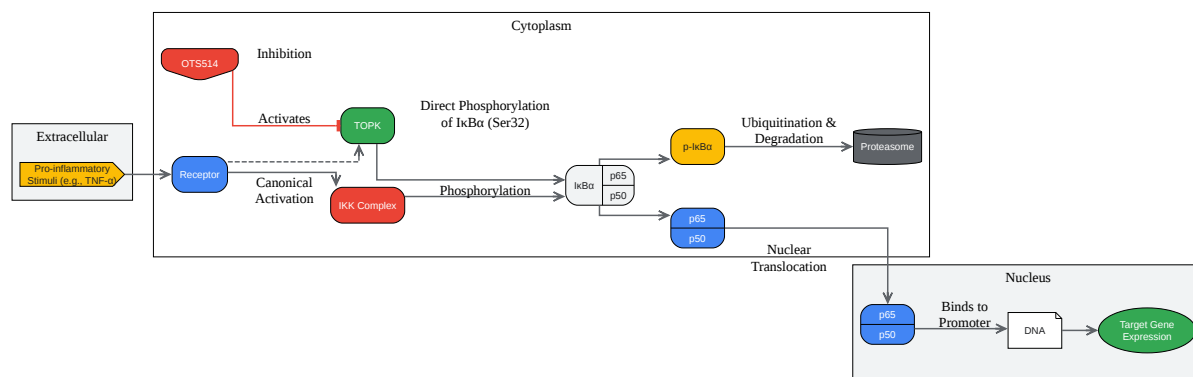 Cytoplasm
OTS514
Inhibition
Activates
TOPK
Direct Phosphorylation
of IκBα (Ser32)
Extracellular
Pro-inflammatory
Stimuli (e.g., TNF-α)
Receptor
Canonical
Activation
IKK Complex
Phosphorylation
IκBα
p65
p50
p-IκBα
Ubiquitination &
Degradation
Proteasome
p65
p50
Nuclear
Translocation
Nucleus
p65
p50
Binds to
Promoter
DNA
Target Gene
Expression